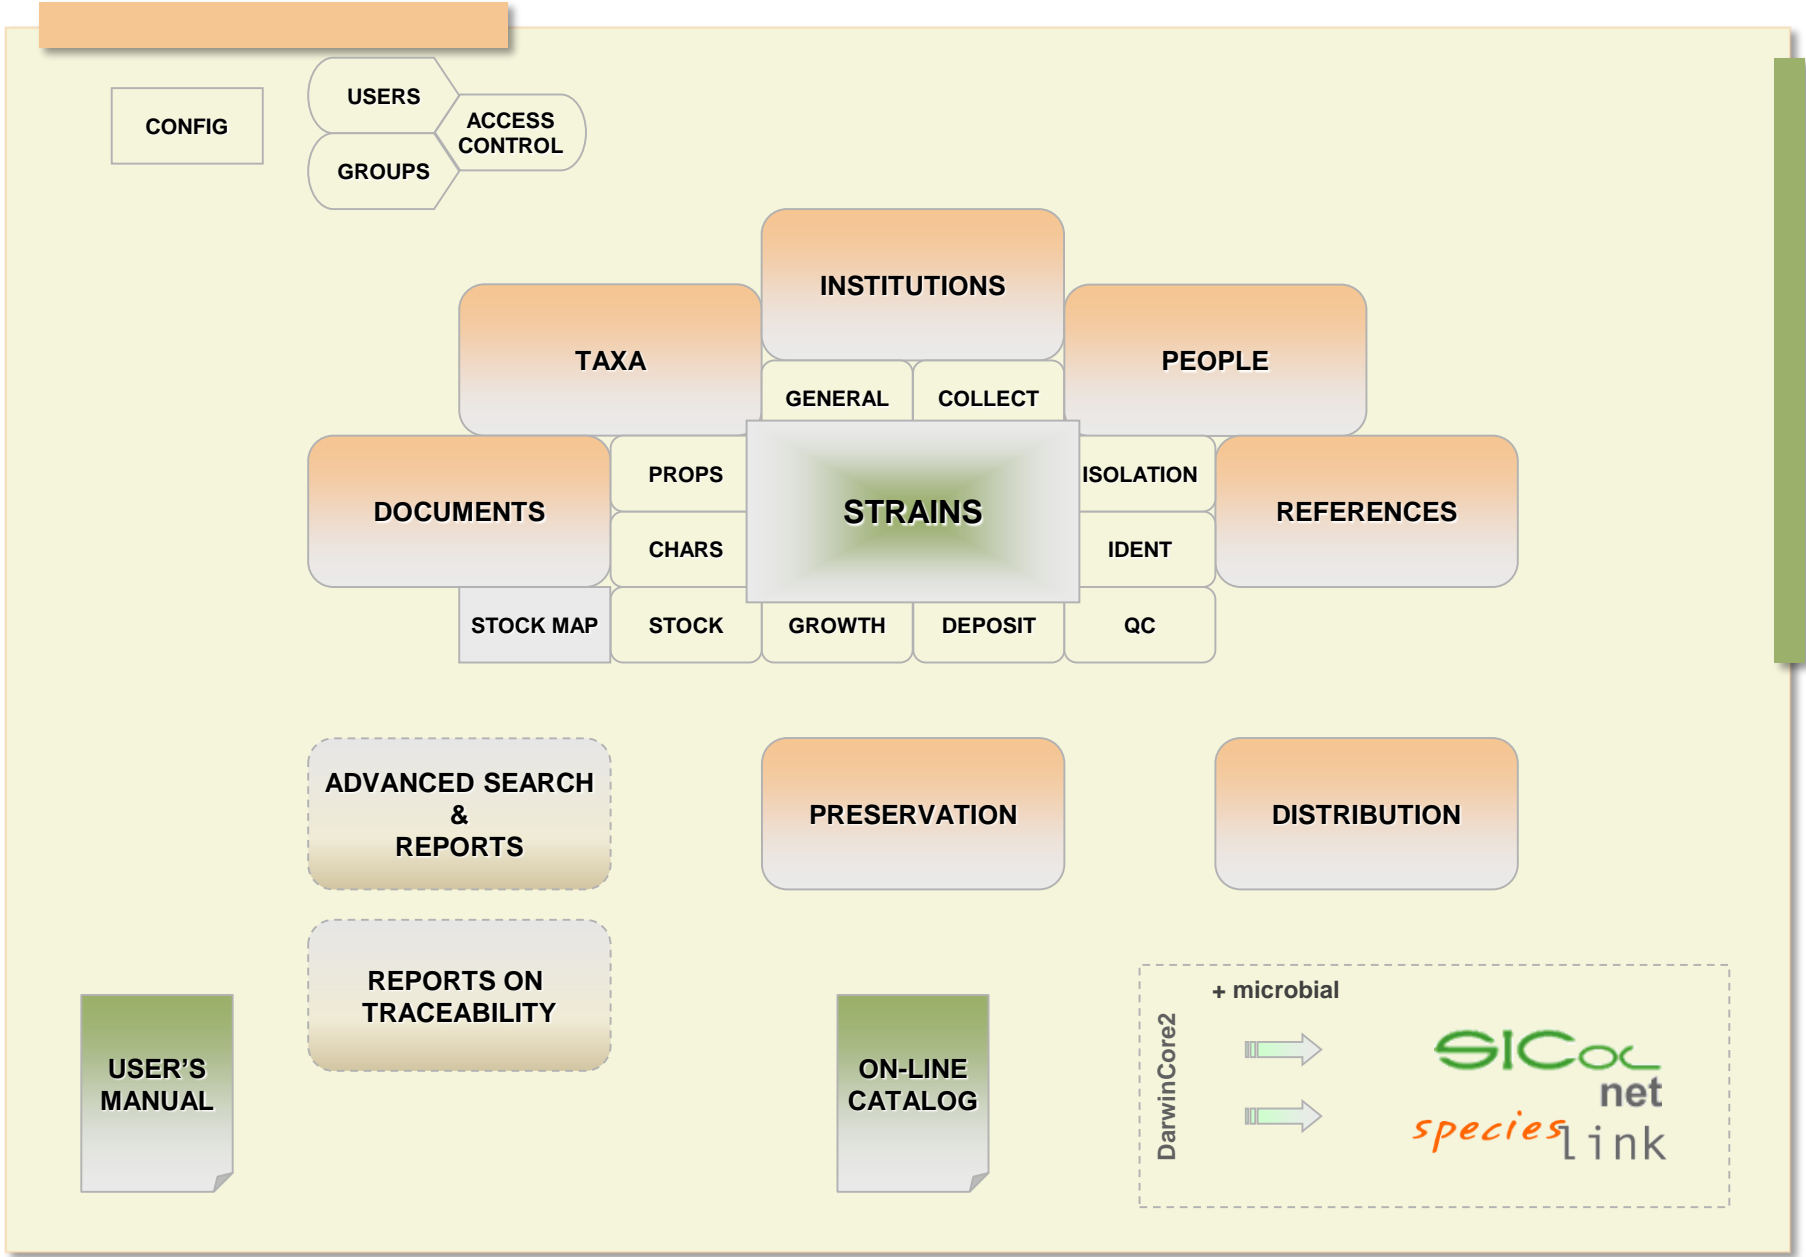 CONFIG
USERS
GROUPS
ACCESS
CONTROL
INSTITUTIONS
TAXA
PEOPLE
GENERAL
COLLECT
DOCUMENTS
PROPS
STRAINS
ISOLATION
REFERENCES
CHARS
IDENT
STOCK MAP
STOCK
GROWTH
DEPOSIT
QC
ADVANCED SEARCH
&
REPORTS
PRESERVATION
DISTRIBUTION
REPORTS ON
TRACEABILITY
USER’S
MANUAL
ON-LINE
CATALOG
+ microbial
DarwinCore2
SICol
net
species
link